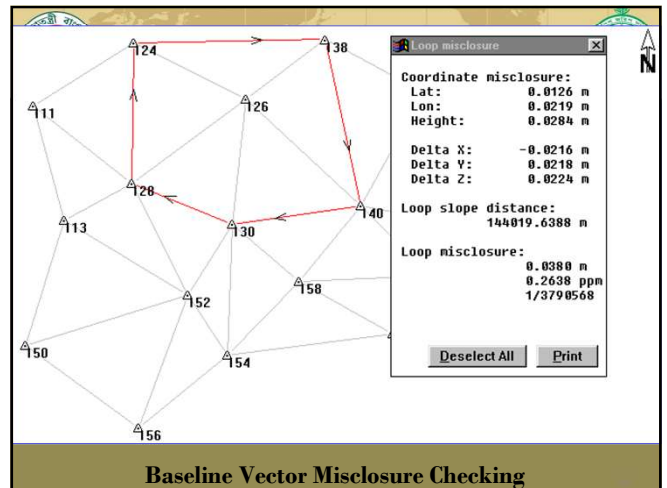 124
138
111
126
128
113
130
140
152
158
150
154
156
Loop misclosure
Coordinate misclosure:
Lat: 0.0126 m
Lon: 0.0219 m
Height: 0.0284 m
Delta X: -0.0216 m
Delta Y: 0.0218 m
Delta Z: 0.0224 m
Loop slope distance:
144019.6388 m
Loop misclosure:
0.0380 m
0.2638 ppm
1/3790568
Deselect All Print
N
Baseline Vector Misclosure Checking